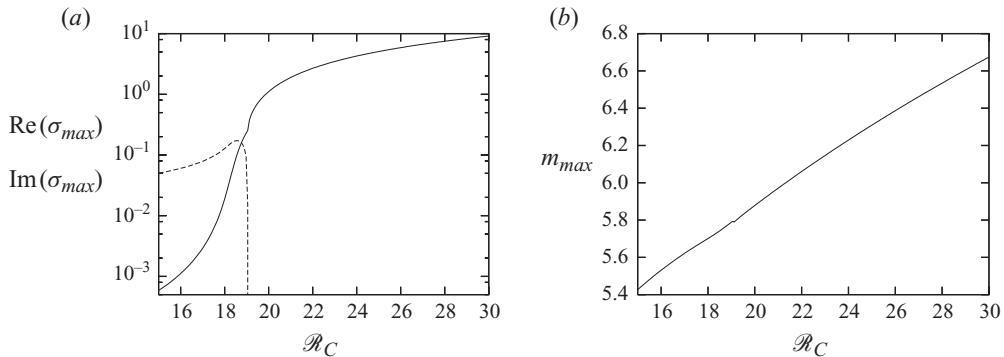 (a)
(b)
10^1
10^0
10^{-1}
10^{-2}
10^{-3}
Re(σ_max)
Im(σ_max)
16 18 20 22 24 26 28 30
ℛ_C
6.8
6.6
6.4
6.2
6.0
5.8
5.6
5.4
m_max
16 18 20 22 24 26 28 30
ℛ_C